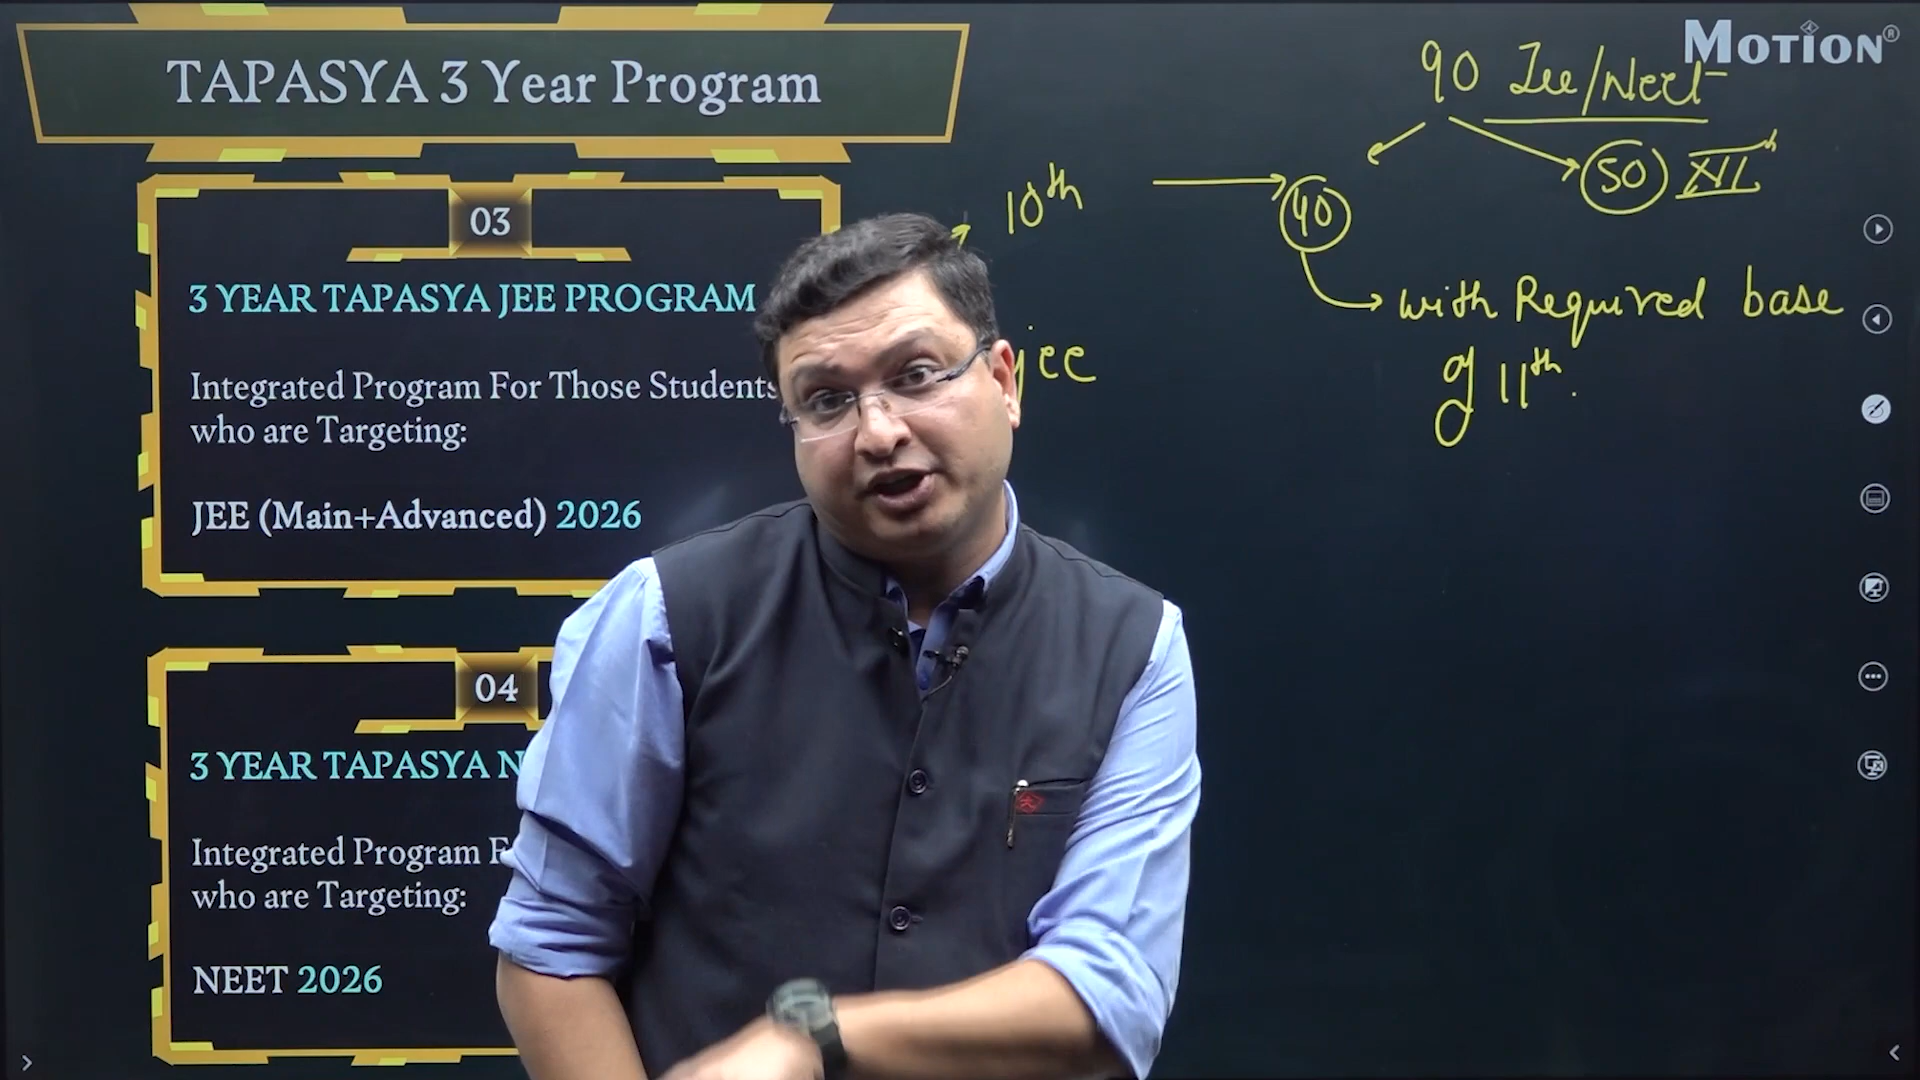 TAPASYA 3 Year Program
MOTION®
90 Jee/Neet
50 XII
10th
40
with Required base
of 11th.
jee
03
3 YEAR TAPASYA JEE PROGRAM
Integrated Program For Those Students
who are Targeting:
JEE (Main+Advanced) 2026
04
3 YEAR TAPASYA N
Integrated Program F
who are Targeting:
NEET 2026